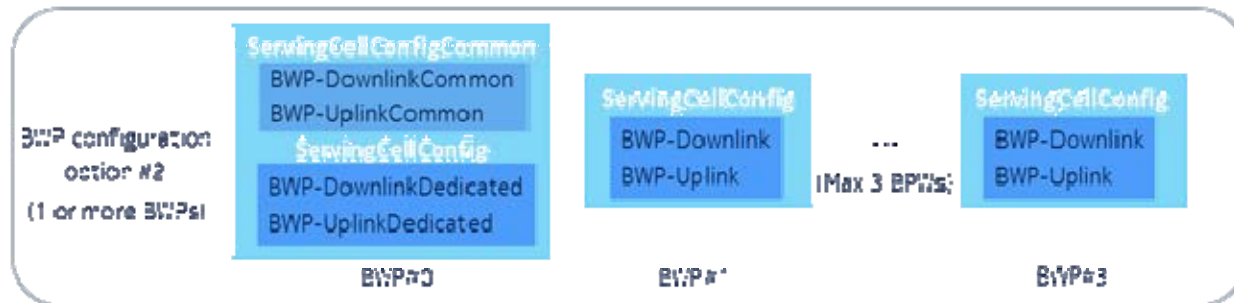 ServingCellConfigCommon
BWP-DownlinkCommon
BWP-UplinkCommon
ServingCellConfig
BWP-DownlinkDedicated
BWP-UplinkDedicated
BWP#0
BWP configuration
option #2
(1 or more BWPs)
ServingCellConfig
BWP-Downlink
BWP-Uplink
BWP#1
...
(Max 3 BPWs)
ServingCellConfig
BWP-Downlink
BWP-Uplink
BWP#3